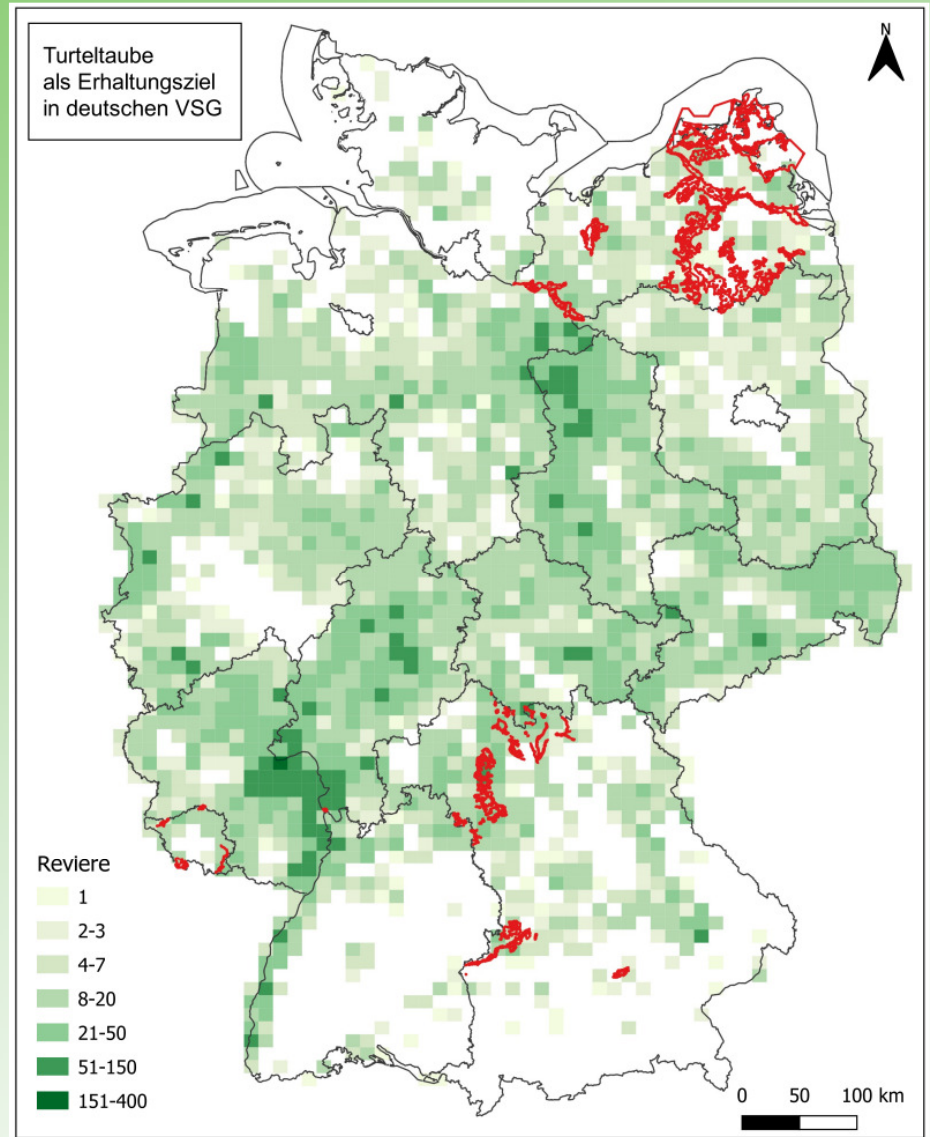 Turteltaube
als Erhaltungsziel
in deutschen VSG
N
Reviere
1
2-3
4-7
8-20
21-50
51-150
151-400
0 50 100 km